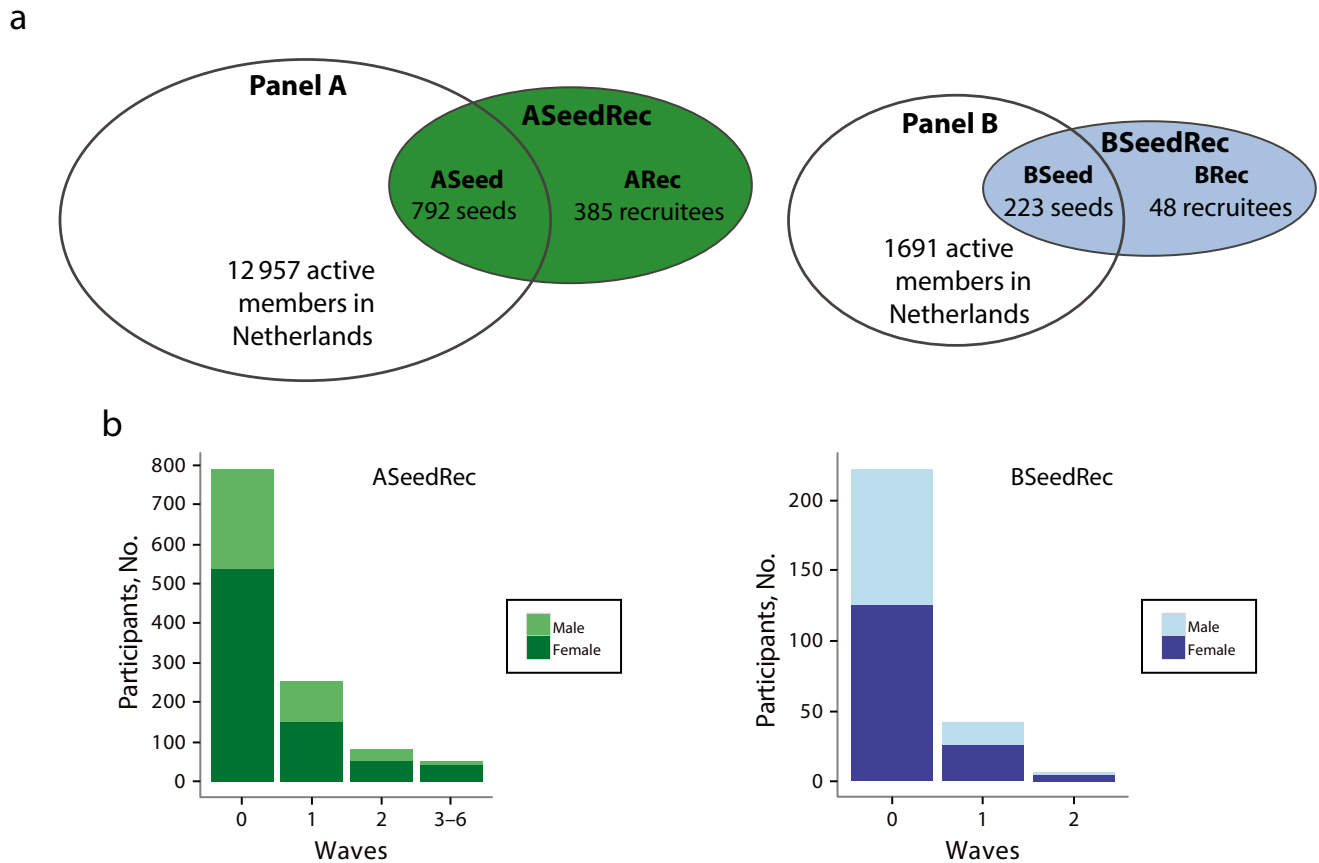 a
Panel A
ASeedRec
ASeed
792 seeds
ARec
385 recruitees
12 957 active
members in
Netherlands
Panel B
BSeedRec
BSeed
223 seeds
BRec
48 recruitees
1691 active
members in
Netherlands
b
ASeedRec
Participants, No.
800
700
600
500
400
300
200
100
0
0 1 2 3–6
Waves
Male
Female
BSeedRec
Participants, No.
200
150
100
50
0
0 1 2
Waves
Male
Female